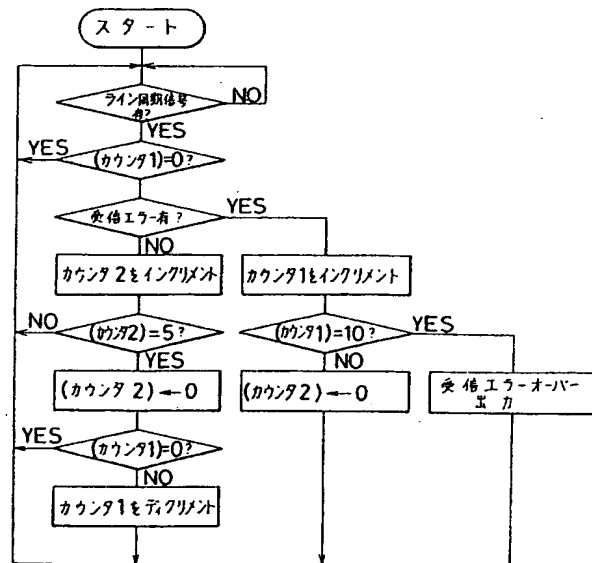 スタート
ライン同期信号
有?
NO
YES
(カウンタ1)=0?
YES
受信エラー有?
YES
NO
カウンタ2をインクリメント
カウンタ1をインクリメント
(カウンタ2)=5?
NO
YES
(カウンタ1)=10?
YES
NO
(カウンタ2)←0
(カウンタ2)←0
受信エラーオーバー
出力
(カウンタ1)=0?
YES
NO
カウンタ1をディクリメント